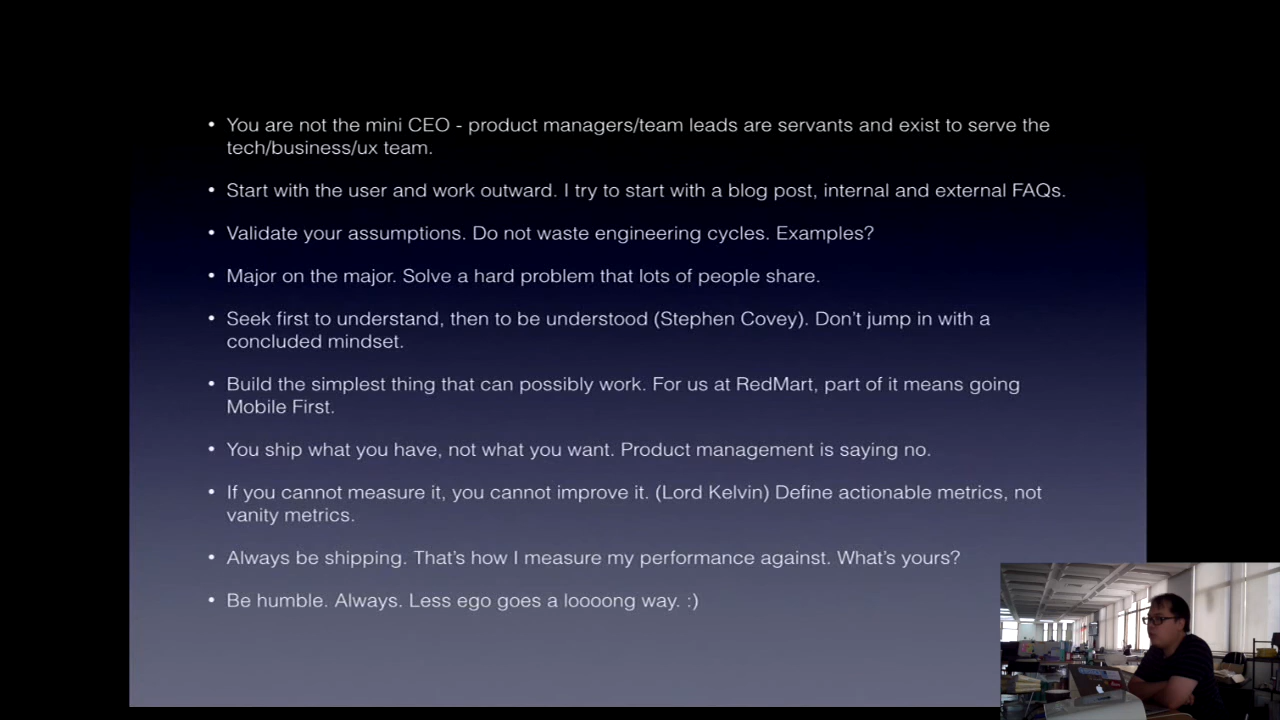 • You are not the mini CEO - product managers/team leads are servants and exist to serve the
tech/business/ux team.
• Start with the user and work outward. I try to start with a blog post, internal and external FAQs.
• Validate your assumptions. Do not waste engineering cycles. Examples?
• Major on the major. Solve a hard problem that lots of people share.
• Seek first to understand, then to be understood (Stephen Covey). Don’t jump in with a
concluded mindset.
• Build the simplest thing that can possibly work. For us at RedMart, part of it means going
Mobile First.
• You ship what you have, not what you want. Product management is saying no.
• If you cannot measure it, you cannot improve it. (Lord Kelvin) Define actionable metrics, not
vanity metrics.
• Always be shipping. That’s how I measure my performance against. What’s yours?
• Be humble. Always. Less ego goes a loooong way. :)